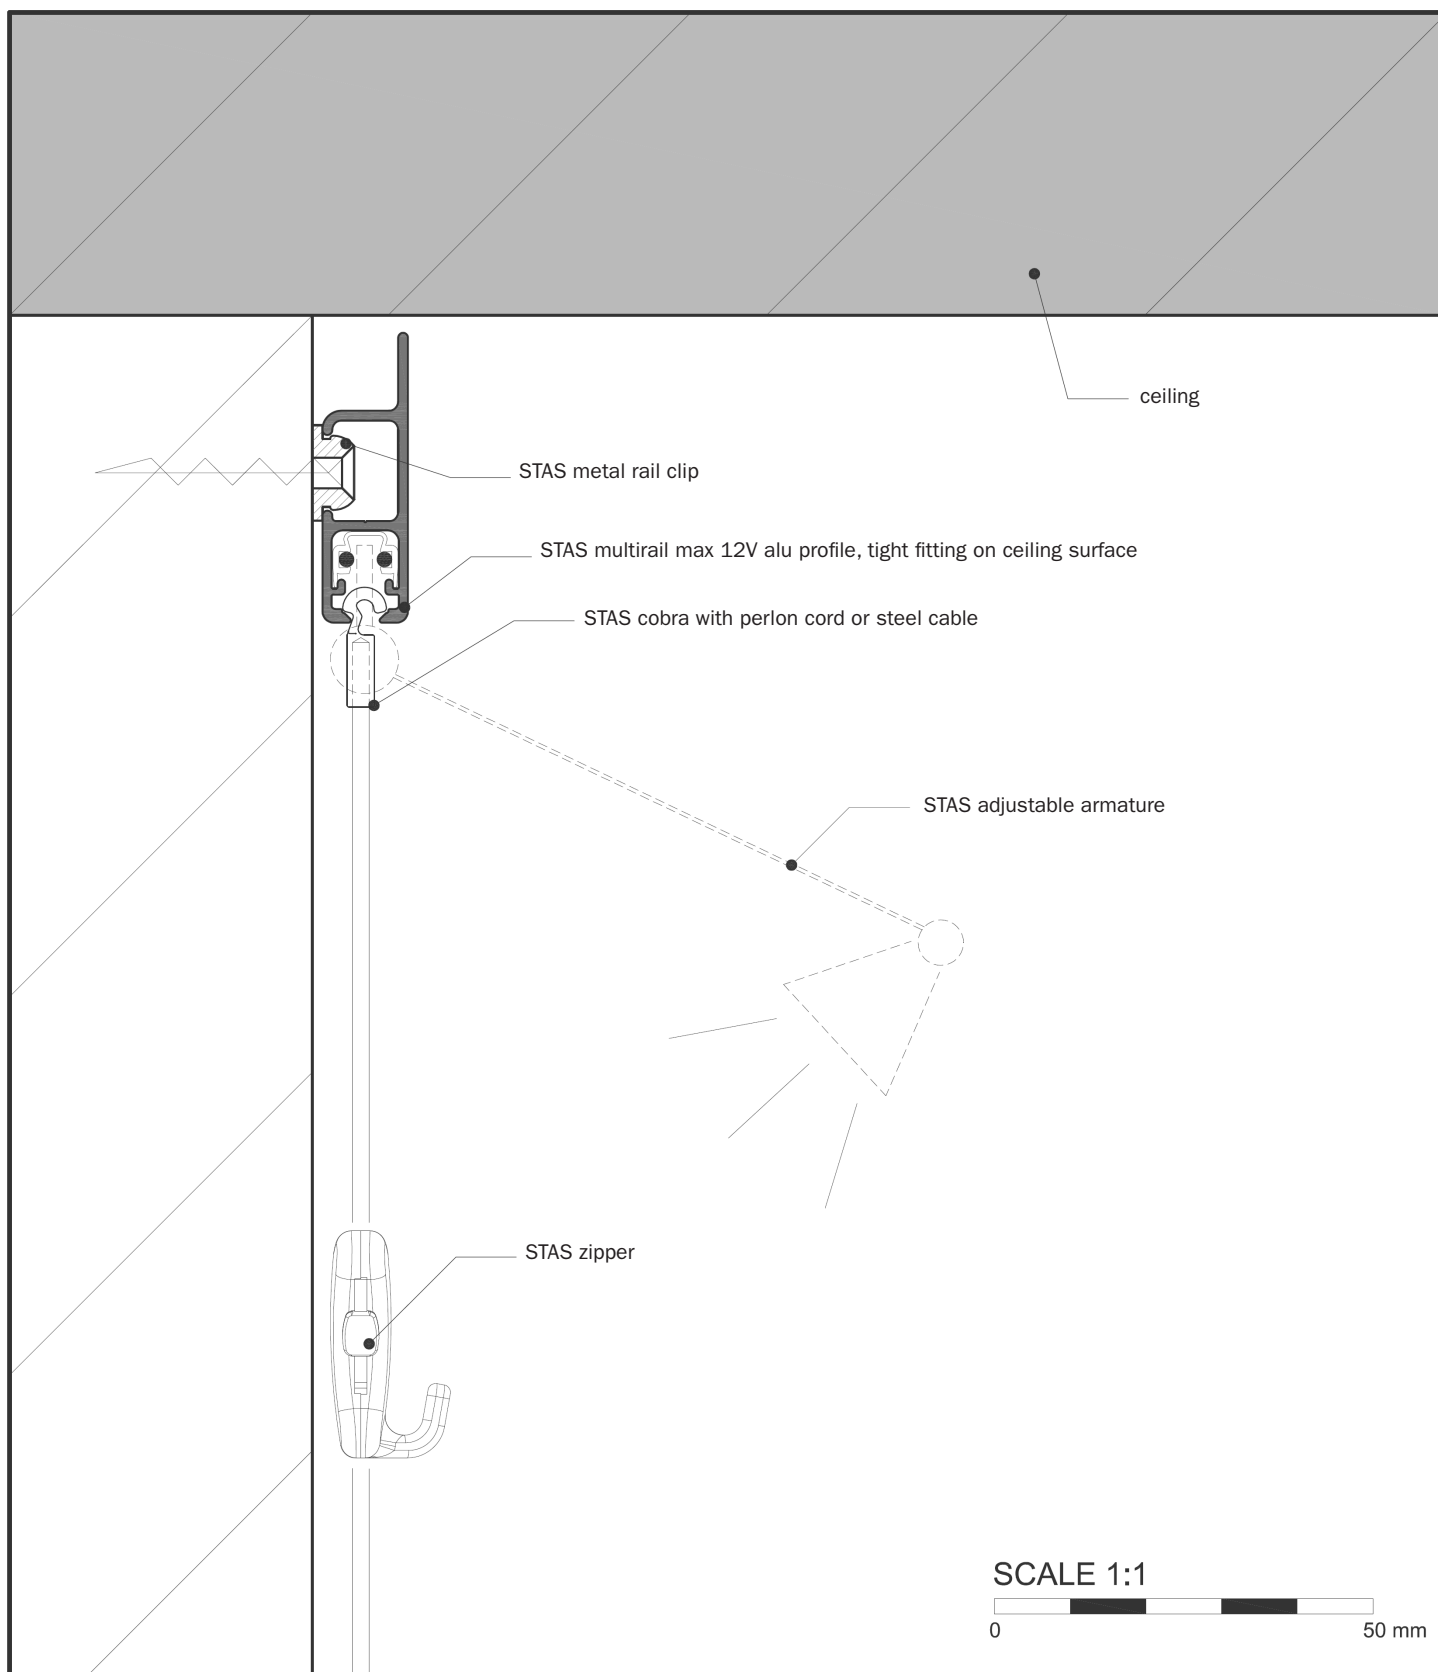 ceiling
STAS metal rail clip
STAS multirail max 12V alu profile, tight fitting on ceiling surface
STAS cobra with perlon cord or steel cable
STAS adjustable armature
STAS zipper
SCALE 1:1
0 50 mm